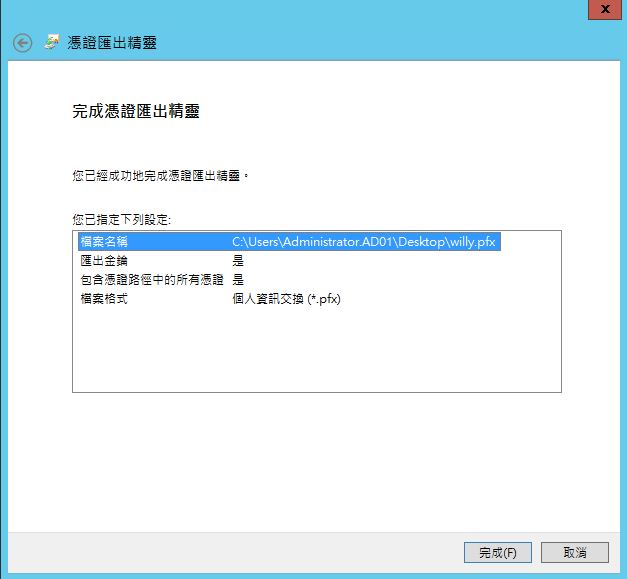 憑證匯出精靈
完成憑證匯出精靈
您已經成功地完成憑證匯出精靈。
您已指定下列設定:
檔案名稱 C:\Users\Administrator.AD01\Desktop\willy.pfx
匯出金鑰 是
包含憑證路徑中的所有憑證 是
檔案格式 個人資訊交換 (*.pfx)
完成(F) 取消